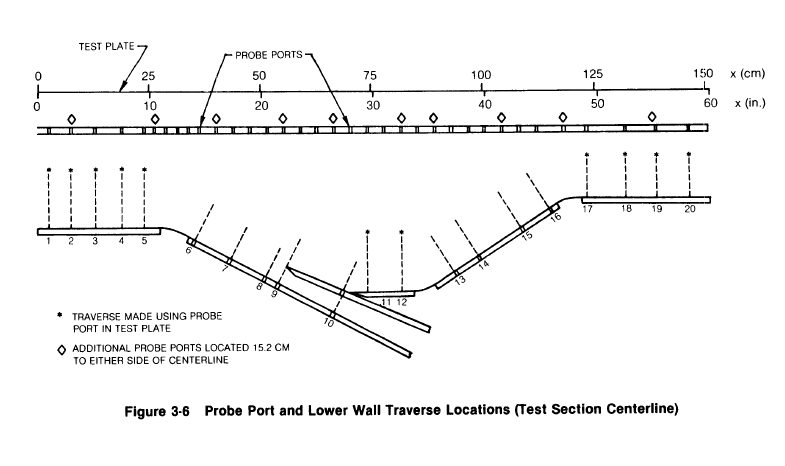 TEST PLATE
PROBE PORTS
0 25 50 75 100 125 150 x (cm)
0 10 20 30 40 50 60 x (in.)
* * * * * * * * *
* *
1 2 3 4 5 6 7 8 9 10 11 12 13 14 15 16 17 18 19 20
* TRAVERSE MADE USING PROBE
PORT IN TEST PLATE
◇ ADDITIONAL PROBE PORTS LOCATED 15.2 CM
TO EITHER SIDE OF CENTERLINE
Figure 3-6 Probe Port and Lower Wall Traverse Locations (Test Section Centerline)